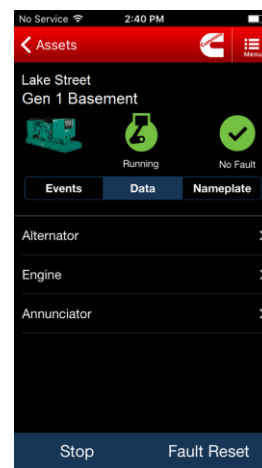 No Service 2:40 PM
Assets
Menu
Lake Street
Gen 1 Basement
Running No Fault
Events Data Nameplate
Alternator
Engine
Annunciator
Stop Fault Reset